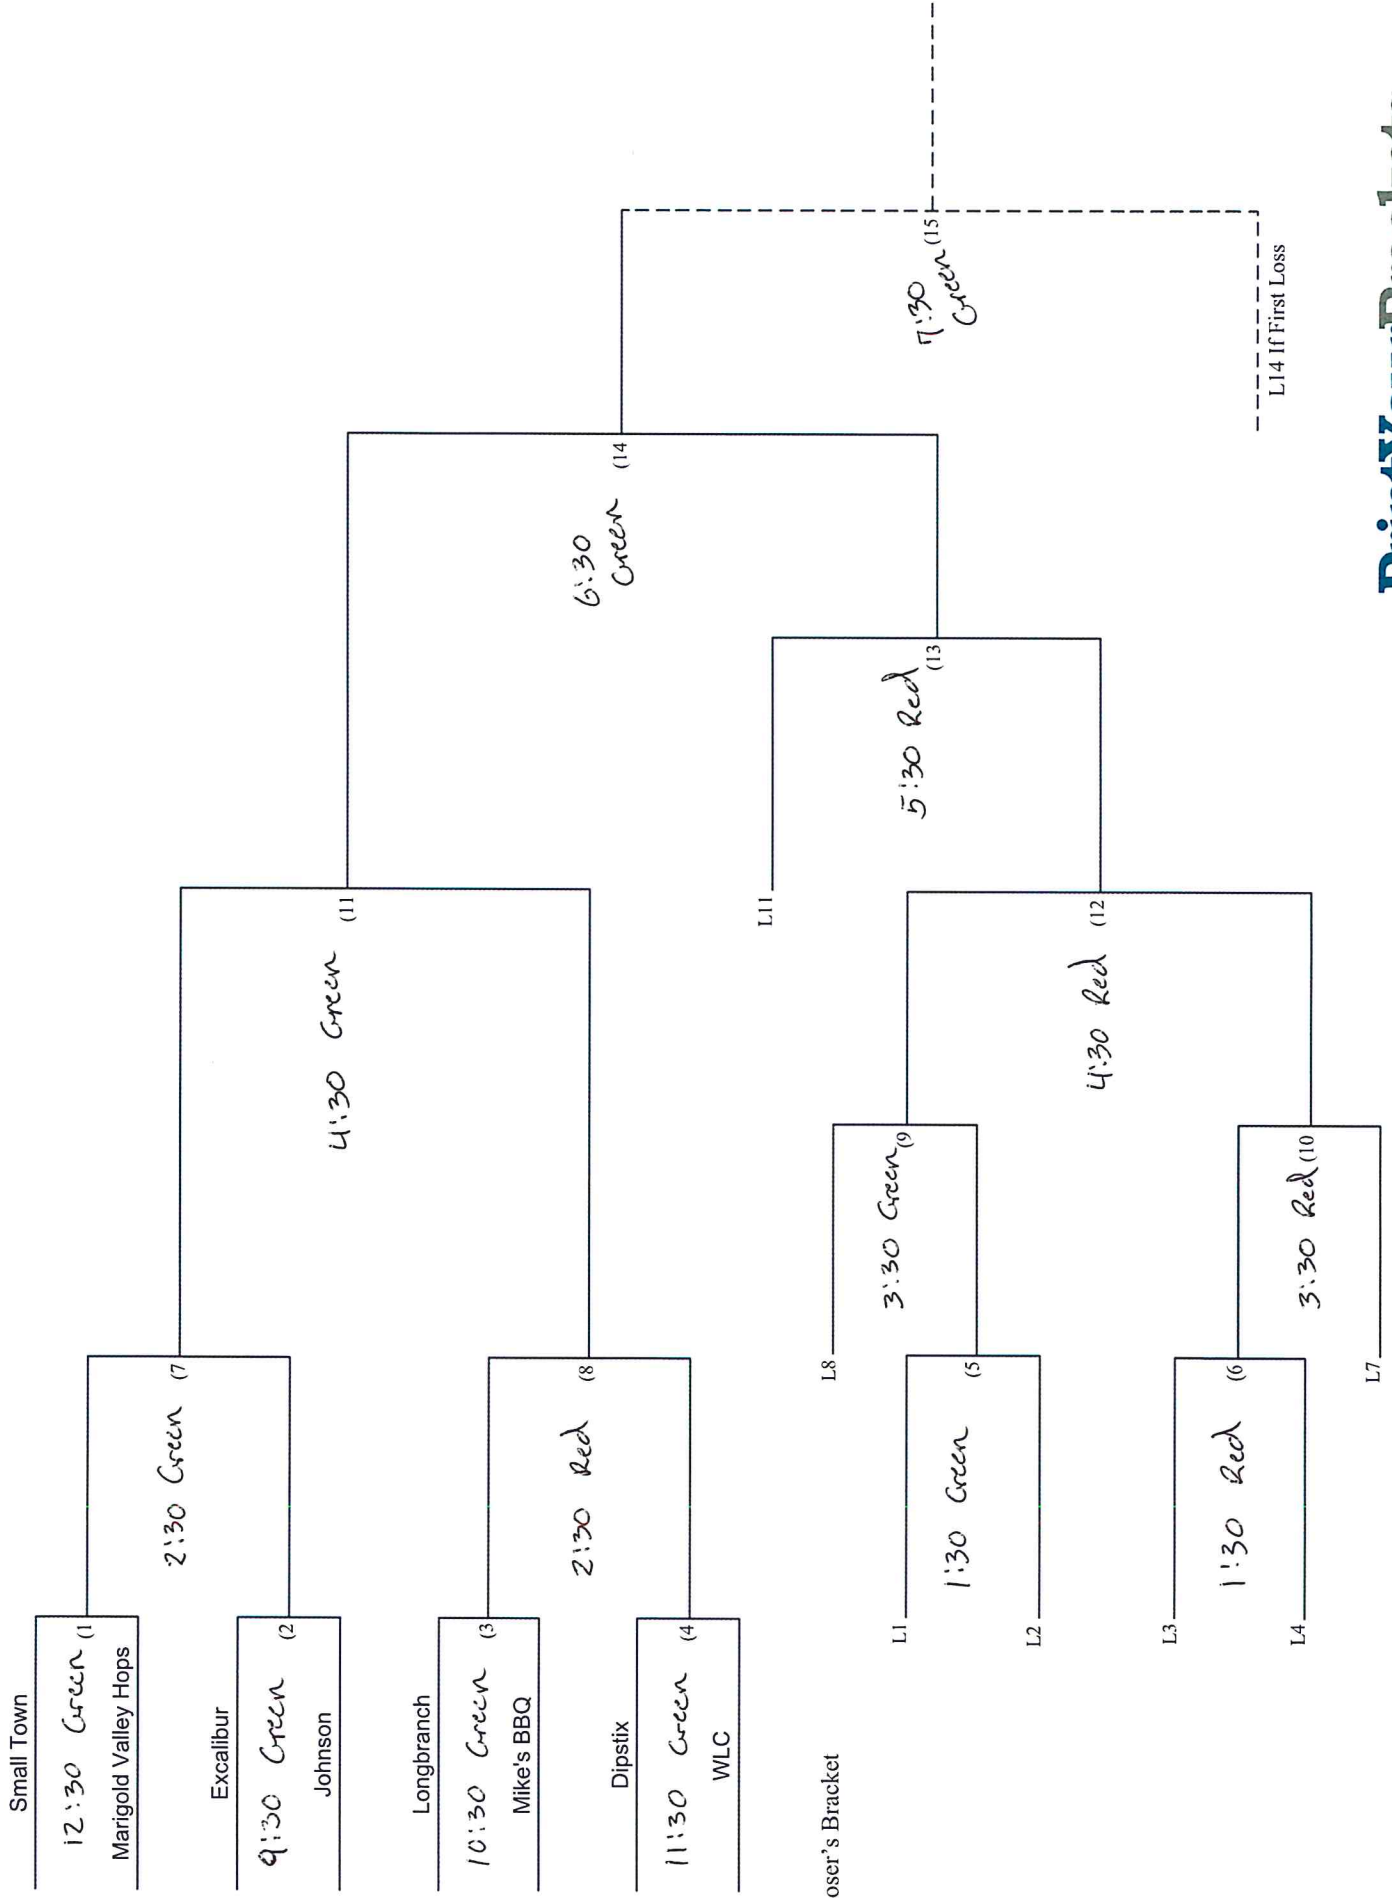 Small Town
12:30 Green (1
Marigold Valley Hops
2:30 Green (7
Excalibur
9:30 Green (2
Johnson
4:30 Green (11
Longbranch
10:30 Green (3
Mike's BBQ
2:30 Red (8
Dipstix
11:30 Green (4
WLC
6:30
Green (14
7:30
Green (15
L14 If First Loss
oser's Bracket
L8
3:30 Green (9
L1
1:30 Green (5
L2
4:30 Red (12
L11
5:30 Red (13
L3
1:30 Red (6
L4
3:30 Red (10
L7